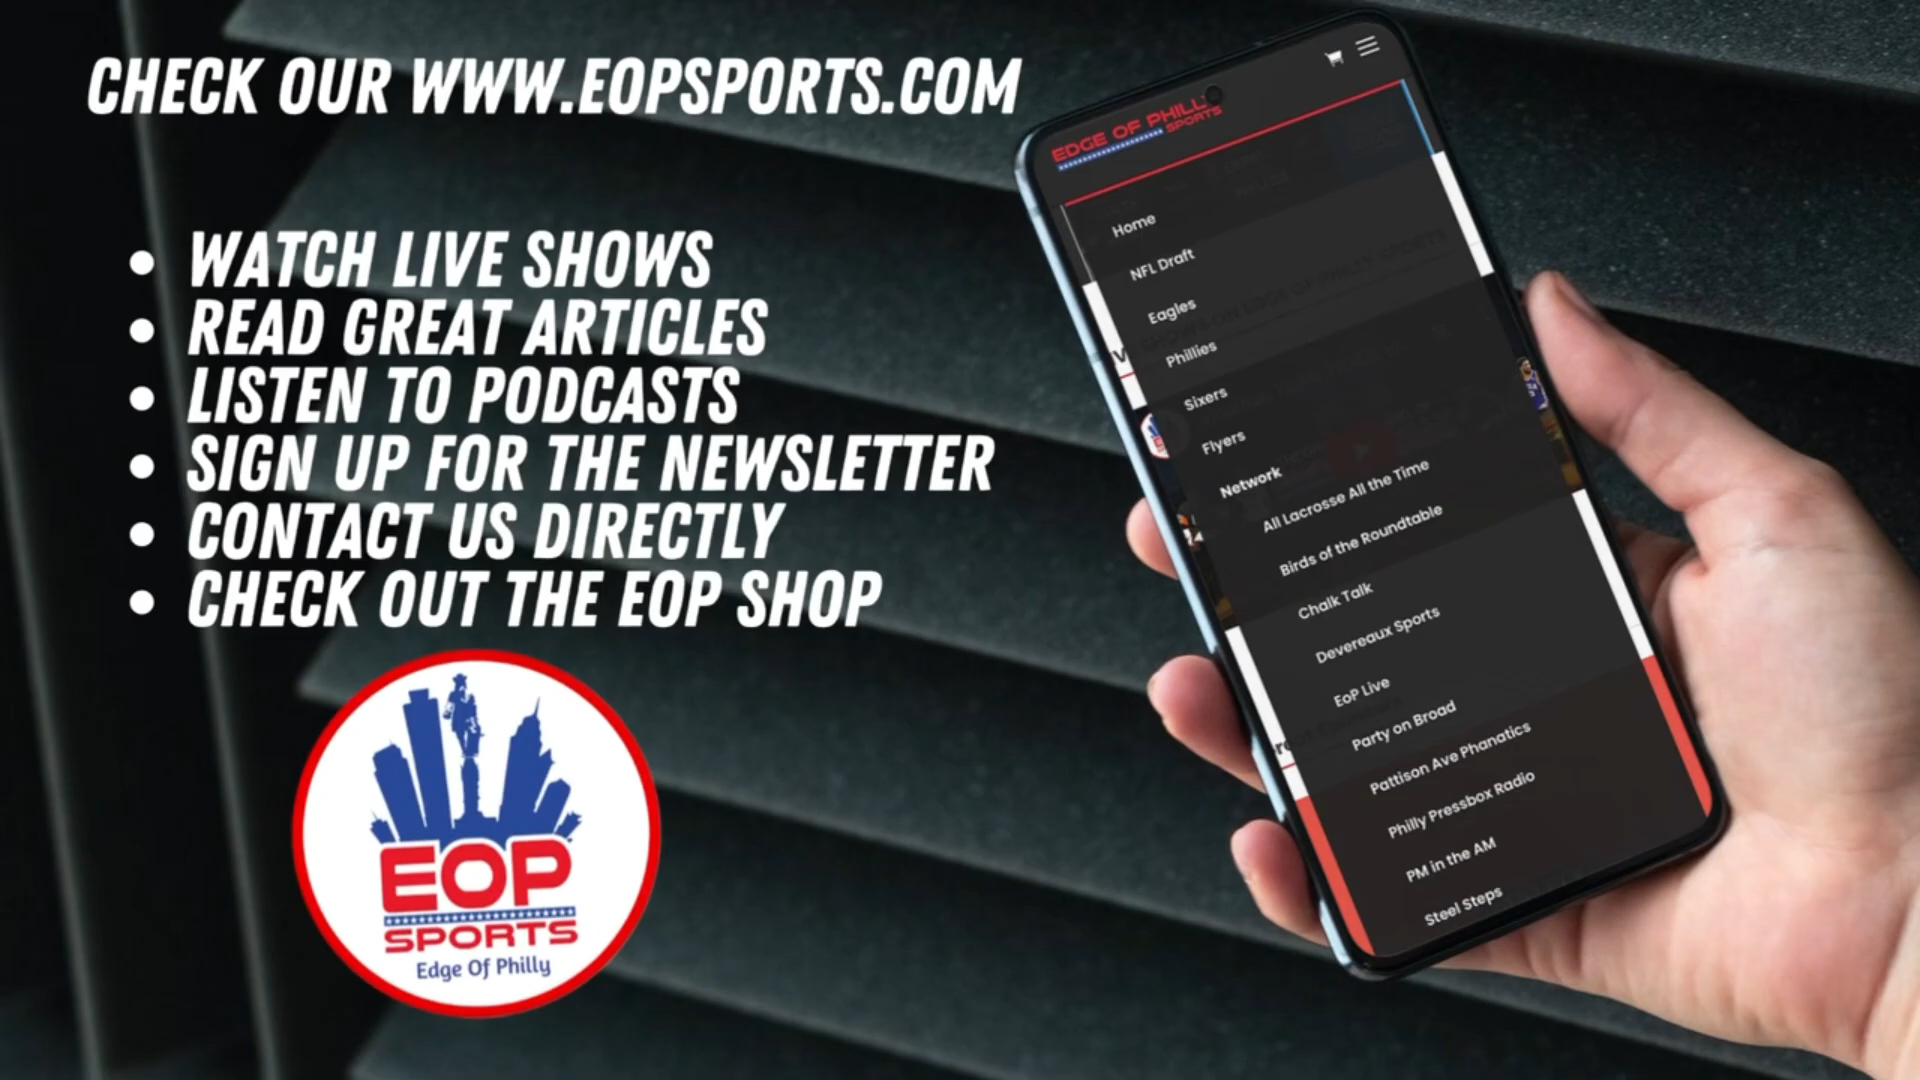 CHECK OUR WWW.EOPSPORTS.COM
• WATCH LIVE SHOWS
• READ GREAT ARTICLES
• LISTEN TO PODCASTS
• SIGN UP FOR THE NEWSLETTER
• CONTACT US DIRECTLY
• CHECK OUT THE EOP SHOP
EOP
SPORTS
Edge Of Philly
EDGE OF PHILLY
SPORTS
Home
NFL Draft
Eagles
Phillies
Sixers
Flyers
Network
All Lacrosse All the Time
Birds of the Roundtable
Chalk Talk
Devereaux Sports
EoP Live
Party on Broad
Pattison Ave Phanatics
Philly Pressbox Radio
PM in the AM
Steel Steps